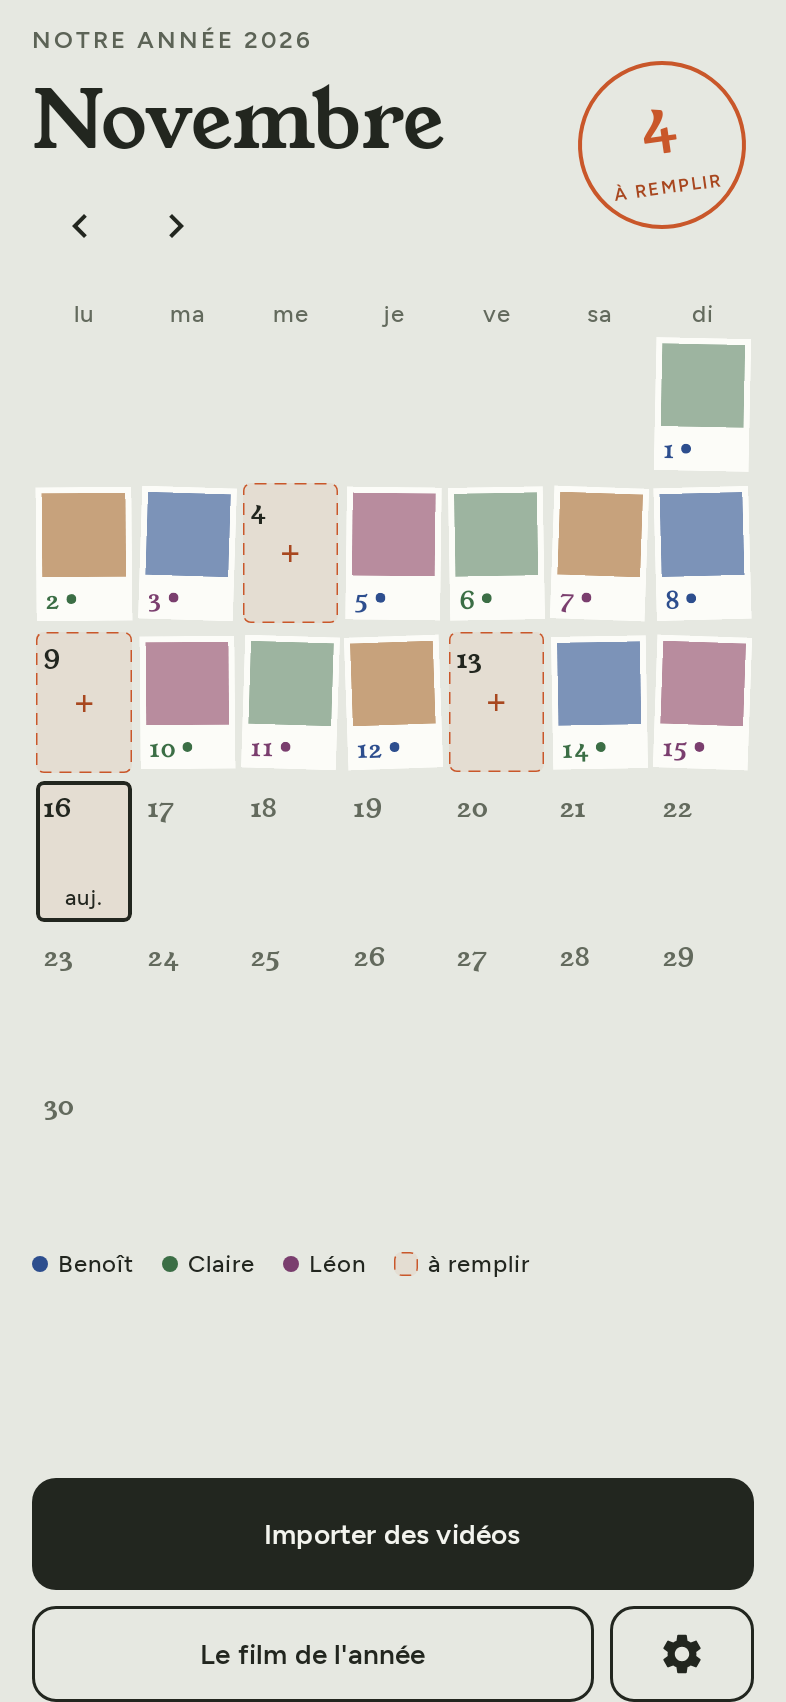 NOTRE ANNÉE 2026
Novembre
4
À REMPLIR
lu ma me je ve sa di
1
2 3 4 5 6 7 8
+
9 10 11 12 13 14 15
+ +
16 17 18 19 20 21 22
auj.
23 24 25 26 27 28 29
30
Benoît Claire Léon à remplir
Importer des vidéos
Le film de l'année